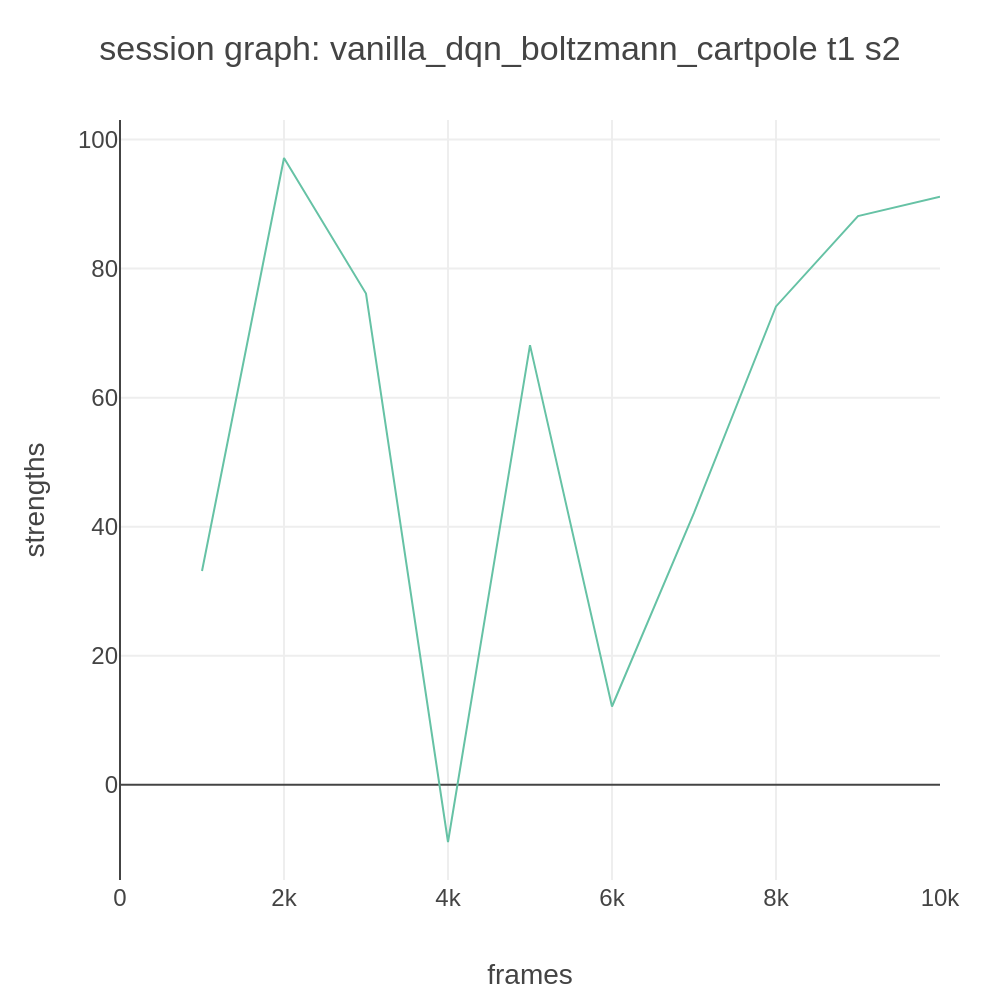 session graph: vanilla_dqn_boltzmann_cartpole t1 s2
100
80
60
40
20
0
strengths
0 2k 4k 6k 8k 10k
frames